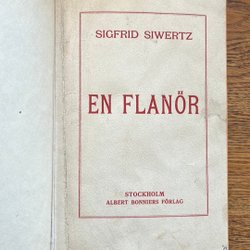 SIGFRID SIWERTZ
EN FLANÖR
STOCKHOLM
ALBERT BONNIERS FÖRLAG